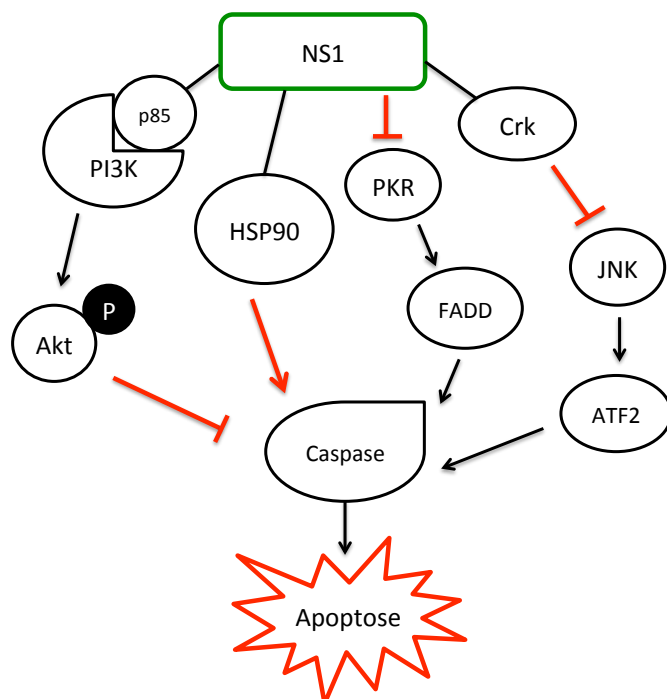 NS1
p85
Crk
PI3K
PKR
HSP90
JNK
P
FADD
Akt
ATF2
Caspase
Apoptose